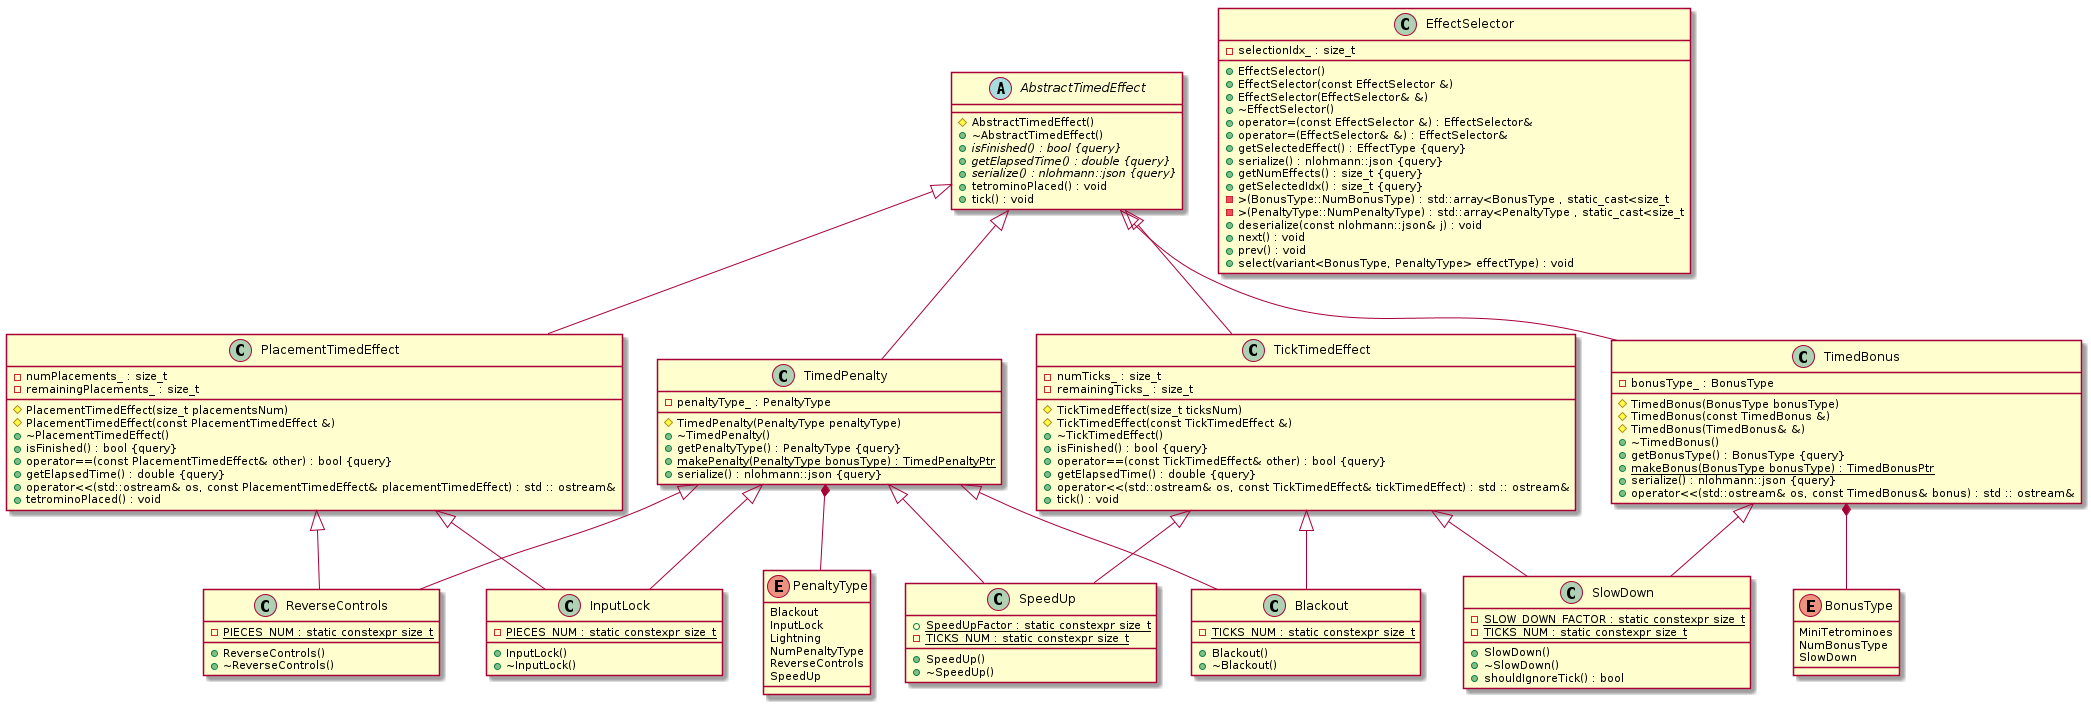 C EffectSelector
selectionIdx_ : size_t
EffectSelector()
EffectSelector(const EffectSelector &)
EffectSelector(EffectSelector& &)
~EffectSelector()
operator=(const EffectSelector &) : EffectSelector&
operator=(EffectSelector& &) : EffectSelector&
getSelectedEffect() : EffectType {query}
serialize() : nlohmann::json {query}
getNumEffects() : size_t {query}
getSelectedIdx() : size_t {query}
>(BonusType::NumBonusType) : std::array<BonusType , static_cast<size_t
>(PenaltyType::NumPenaltyType) : std::array<PenaltyType , static_cast<size_t
deserialize(const nlohmann::json& j) : void
next() : void
prev() : void
select(variant<BonusType, PenaltyType> effectType) : void
A AbstractTimedEffect
AbstractTimedEffect()
~AbstractTimedEffect()
isFinished() : bool {query}
getElapsedTime() : double {query}
serialize() : nlohmann::json {query}
tetrominoPlaced() : void
tick() : void
C PlacementTimedEffect
numPlacements_ : size_t
remainingPlacements_ : size_t
PlacementTimedEffect(size_t placementsNum)
PlacementTimedEffect(const PlacementTimedEffect &)
~PlacementTimedEffect()
isFinished() : bool {query}
operator==(const PlacementTimedEffect& other) : bool {query}
getElapsedTime() : double {query}
operator<<(std::ostream& os, const PlacementTimedEffect& placementTimedEffect) : std :: ostream&
tetrominoPlaced() : void
C TimedPenalty
penaltyType_ : PenaltyType
TimedPenalty(PenaltyType penaltyType)
~TimedPenalty()
getPenaltyType() : PenaltyType {query}
makePenalty(PenaltyType bonusType) : TimedPenaltyPtr
serialize() : nlohmann::json {query}
C TickTimedEffect
numTicks_ : size_t
remainingTicks_ : size_t
TickTimedEffect(size_t ticksNum)
TickTimedEffect(const TickTimedEffect &)
~TickTimedEffect()
isFinished() : bool {query}
operator==(const TickTimedEffect& other) : bool {query}
getElapsedTime() : double {query}
operator<<(std::ostream& os, const TickTimedEffect& tickTimedEffect) : std :: ostream&
tick() : void
C TimedBonus
bonusType_ : BonusType
TimedBonus(BonusType bonusType)
TimedBonus(const TimedBonus &)
TimedBonus(TimedBonus& &)
~TimedBonus()
getBonusType() : BonusType {query}
makeBonus(BonusType bonusType) : TimedBonusPtr
serialize() : nlohmann::json {query}
operator<<(std::ostream& os, const TimedBonus& bonus) : std :: ostream&
C ReverseControls
PIECES_NUM : static constexpr size_t
ReverseControls()
~ReverseControls()
C InputLock
PIECES_NUM : static constexpr size_t
InputLock()
~InputLock()
E PenaltyType
Blackout
InputLock
Lightning
NumPenaltyType
ReverseControls
SpeedUp
C SpeedUp
SpeedUpFactor : static constexpr size_t
TICKS_NUM : static constexpr size_t
SpeedUp()
~SpeedUp()
C Blackout
TICKS_NUM : static constexpr size_t
Blackout()
~Blackout()
C SlowDown
SLOW_DOWN_FACTOR : static constexpr size_t
TICKS_NUM : static constexpr size_t
SlowDown()
~SlowDown()
shouldIgnoreTick() : bool
E BonusType
MiniTetrominoes
NumBonusType
SlowDown